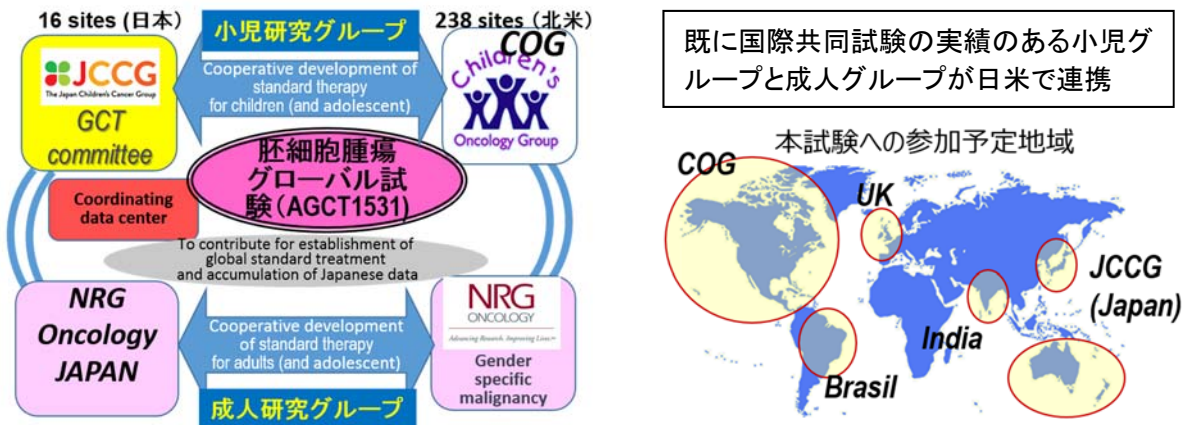 16 sites (日本)
小児研究グループ
238 sites (北米)
JCCG
The Japan Children's Cancer Group
GCT
committee
Cooperative development of
standard therapy
for children (and adolescent)
COG
Children's
Oncology Group
胚細胞腫瘍
グローバル試
験(AGCT1531)
Coordinating
data center
To contribute for establishment of
global standard treatment
and accumulation of Japanese data
NRG
Oncology
JAPAN
Cooperative development
of standard therapy
for adults (and adolescent)
NRG
ONCOLOGY
Advancing Research. Improving Lives™
Gender
specific
malignancy
成人研究グループ
既に国際共同試験の実績のある小児グ
ループと成人グループが日米で連携
本試験への参加予定地域
COG
UK
JCCG
(Japan)
India
Brasil